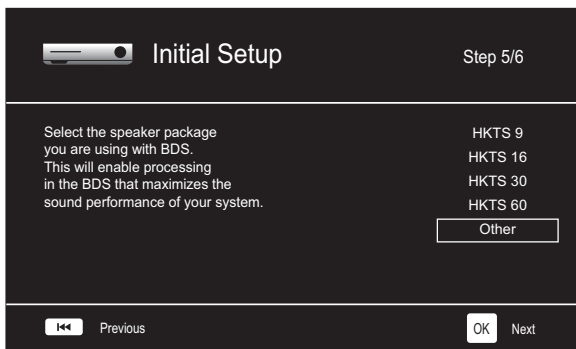 Initial Setup
Step 5/6
Select the speaker package
you are using with BDS.
This will enable processing
in the BDS that maximizes the
sound performance of your system.
HKTS 9
HKTS 16
HKTS 30
HKTS 60
Other
Previous
OK Next